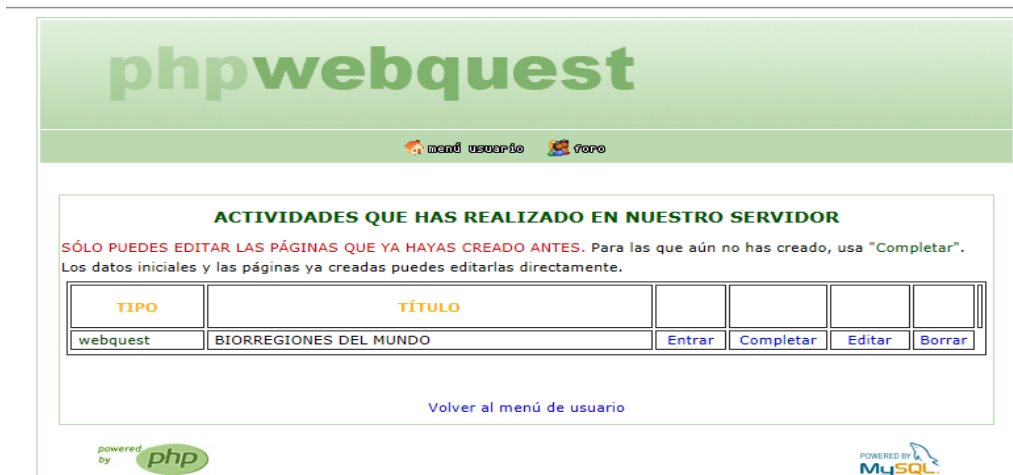 phpwebquest
menú usuario foro
ACTIVIDADES QUE HAS REALIZADO EN NUESTRO SERVIDOR
SÓLO PUEDES EDITAR LAS PÁGINAS QUE YA HAYAS CREADO ANTES. Para las que aún no has creado, usa "Completar".
Los datos iniciales y las páginas ya creadas puedes editarlas directamente.
TIPO TÍTULO
webquest BIORREGIONES DEL MUNDO Entrar Completar Editar Borrar
Volver al menú de usuario
powered by php
POWERED BY MySQL